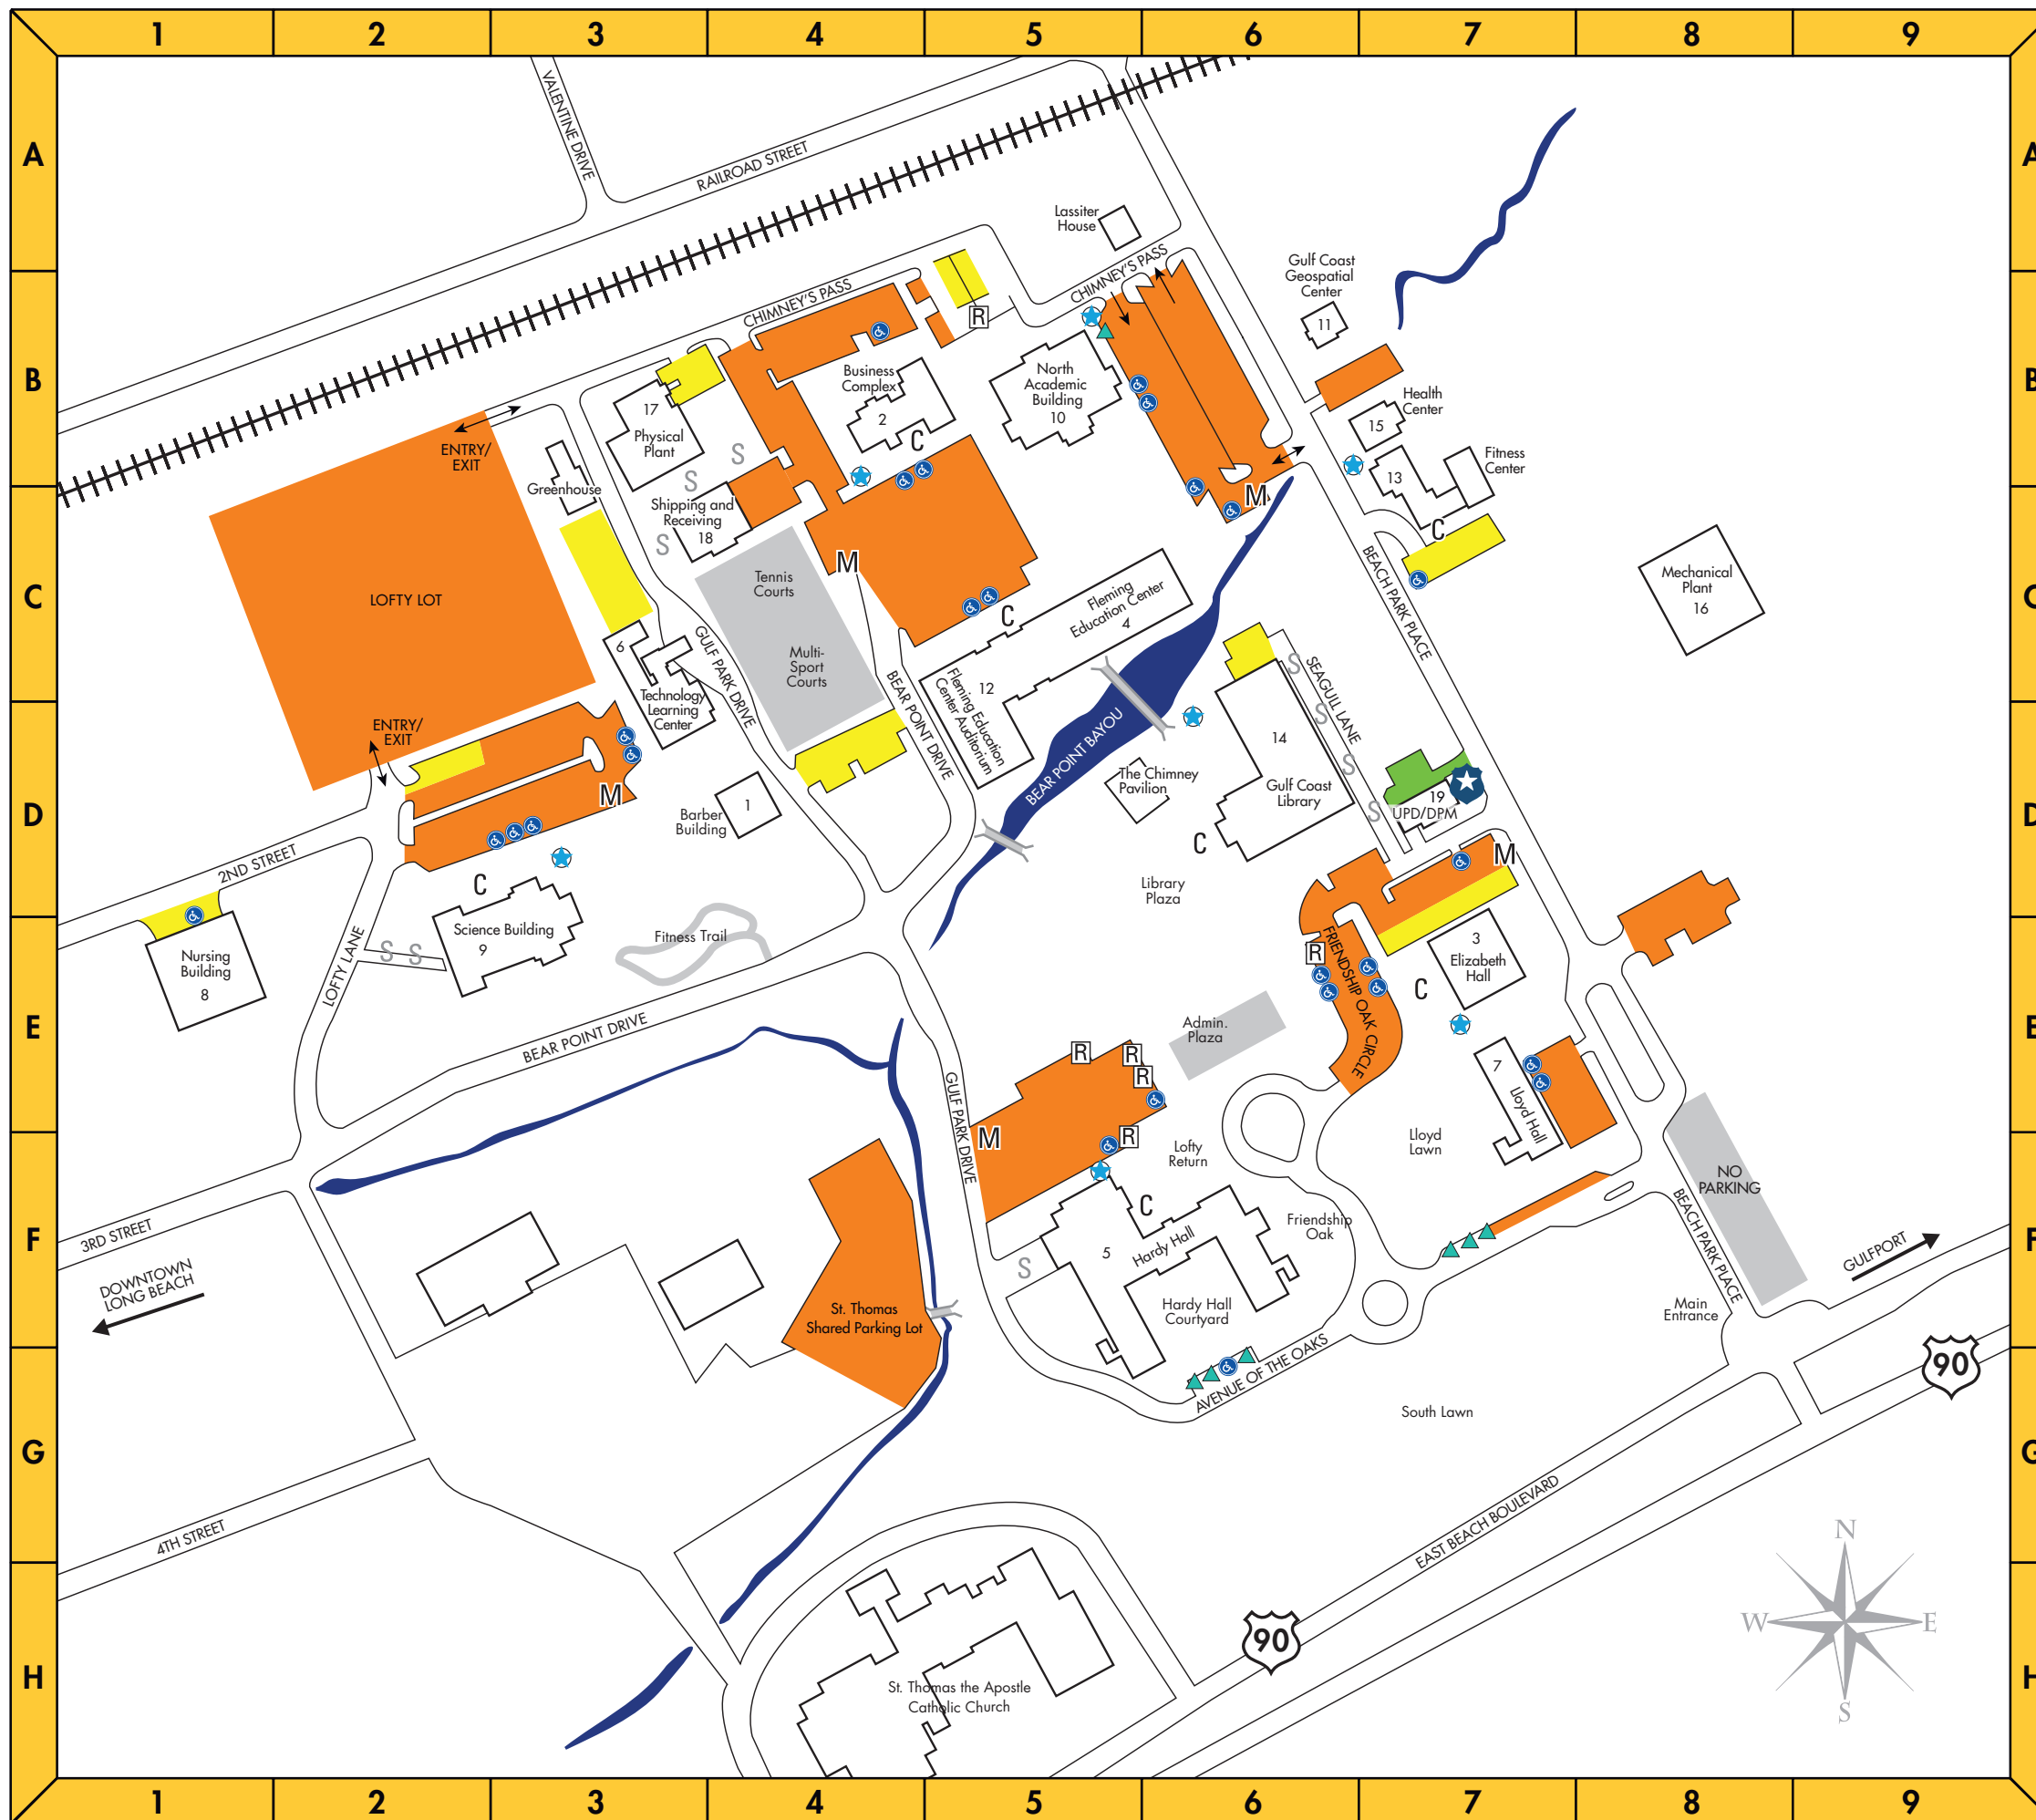 1 2 3 4 5 6 7 8 9
A
A
VALENTINE DRIVE
RAILROAD STREET
Lassiter
House
CHIMNEY'S PASS
Gulf Coast
Geospatial
Center
11
B
B
CHIMNEY'S PASS
R
Business
Complex
2
C
North
Academic
Building
10
Health
Center
15
Fitness
Center
13
C
17
Physical
Plant
S
S
ENTRY/
EXIT
Greenhouse
Shipping and
Receiving
18
S
M
M
C
C
LOFTY LOT
Tennis
Courts
Multi-
Sport
Courts
C
Fleming
Education Center
4
BEACH PARK PLACE
Mechanical
Plant
16
6
Technology
Learning
Center
GULF PARK DRIVE
BEAR POINT DRIVE
12
Fleming Education
Center Auditorium
S
SEAGULL LANE
S
S
S
ENTRY/
EXIT
M
D
D
Barber
Building
1
BEAR POINT BAYOU
The Chimney
Pavilion
14
Gulf Coast
Library
C
19
UPD/DPM
M
2ND STREET
C
Library
Plaza
Science Building
9
S S
Fitness Trail
Nursing
Building
8
LOFTY LANE
R
FRIENDSHIP OAK CIRCLE
3
Elizabeth
Hall
C
E
E
BEAR POINT DRIVE
Admin.
Plaza
R
R
R
R
M
GULF PARK DRIVE
7
Lloyd Hall
Lofty
Return
Lloyd
Lawn
NO
PARKING
F
F
3RD STREET
DOWNTOWN
LONG BEACH
C
5
Hardy Hall
S
Friendship
Oak
BEACH PARK PLACE
GULFPORT
St. Thomas
Shared Parking Lot
Hardy Hall
Courtyard
Main
Entrance
AVENUE OF THE OAKS
90
South Lawn
G
G
4TH STREET
EAST BEACH BOULEVARD
90
N
W
E
S
H
H
St. Thomas the Apostle
Catholic Church
1 2 3 4 5 6 7 8 9